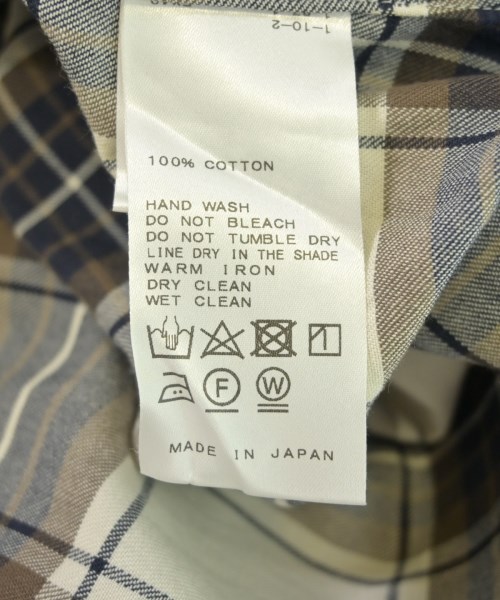 1-10-2
100% COTTON
HAND WASH
DO NOT BLEACH
DO NOT TUMBLE DRY
LINE DRY IN THE SHADE
WARM IRON
DRY CLEAN
WET CLEAN
F W
MADE IN JAPAN